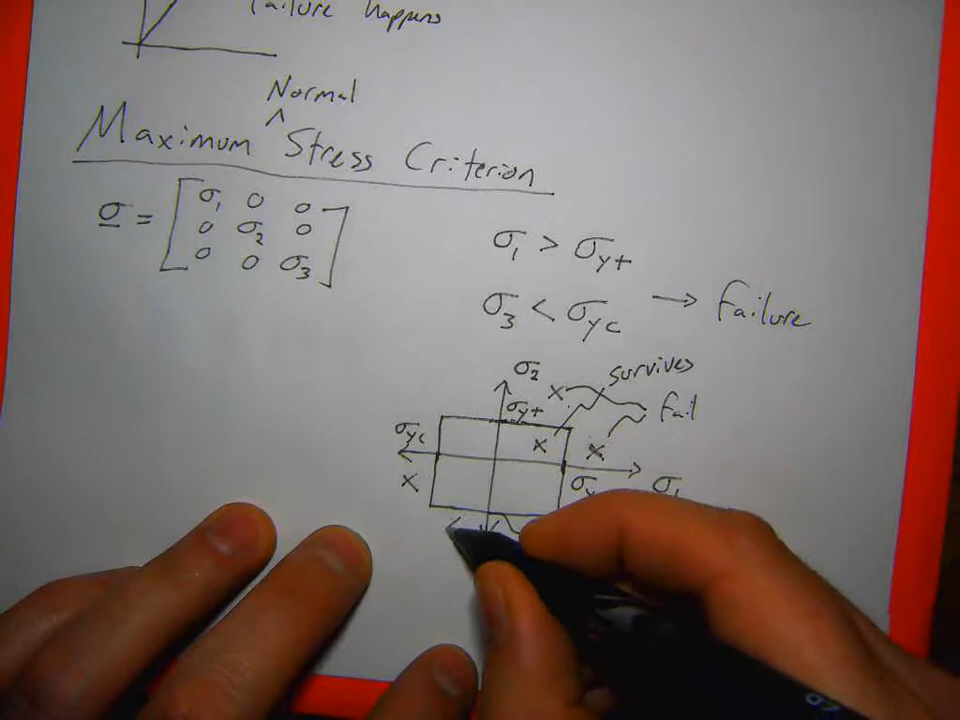 Failure happens
Normal
^
Maximum Stress Criterion
σ = [σ₁ 0 0
0 σ₂ 0
0 0 σ₃]
σ₁ > σyt
σ₃ < σyc → Failure
σ₂
survives
x
σyt
fail
σyc
x
x
x
σ₁